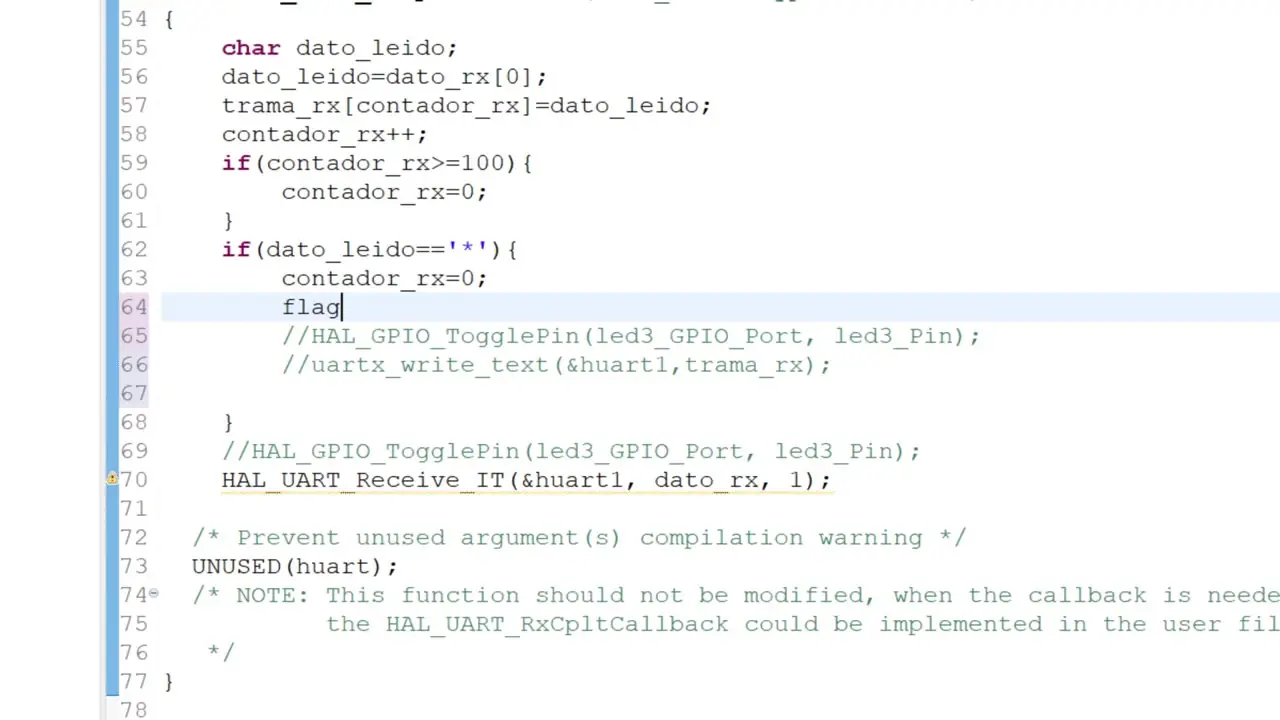 54 {
55 char dato_leido;
56 dato_leido=dato_rx[0];
57 trama_rx[contador_rx]=dato_leido;
58 contador_rx++;
59 if(contador_rx>=100){
60 contador_rx=0;
61 }
62 if(dato_leido=='*'){
63 contador_rx=0;
64 flag
65 //HAL_GPIO_TogglePin(led3_GPIO_Port, led3_Pin);
66 //uartx_write_text(&huart1,trama_rx);
67
68 }
69 //HAL_GPIO_TogglePin(led3_GPIO_Port, led3_Pin);
70 HAL_UART_Receive_IT(&huart1, dato_rx, 1);
71
72 /* Prevent unused argument(s) compilation warning */
73 UNUSED(huart);
74 /* NOTE: This function should not be modified, when the callback is neede
75 the HAL_UART_RxCpltCallback could be implemented in the user fil
76 */
77 }
78